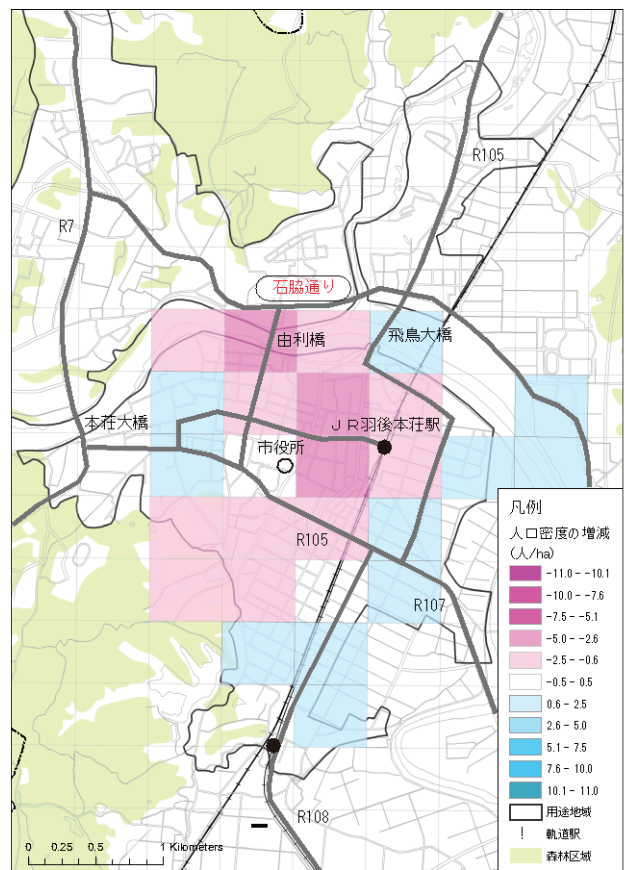 R105
R7
石脇通り
由利橋
飛鳥大橋
本荘大橋
ＪＲ羽後本荘駅
市役所
R105
R107
R108
凡例
人口密度の増減
(人/ha)
-11.0 - -10.1
-10.0 - -7.6
-7.5 - -5.1
-5.0 - -2.6
-2.5 - -0.6
-0.5 - 0.5
0.6 - 2.5
2.6 - 5.0
5.1 - 7.5
7.6 - 10.0
10.1 - 11.0
用途地域
! 軌道駅
森林区域
0 0.25 0.5 1 Kilometers